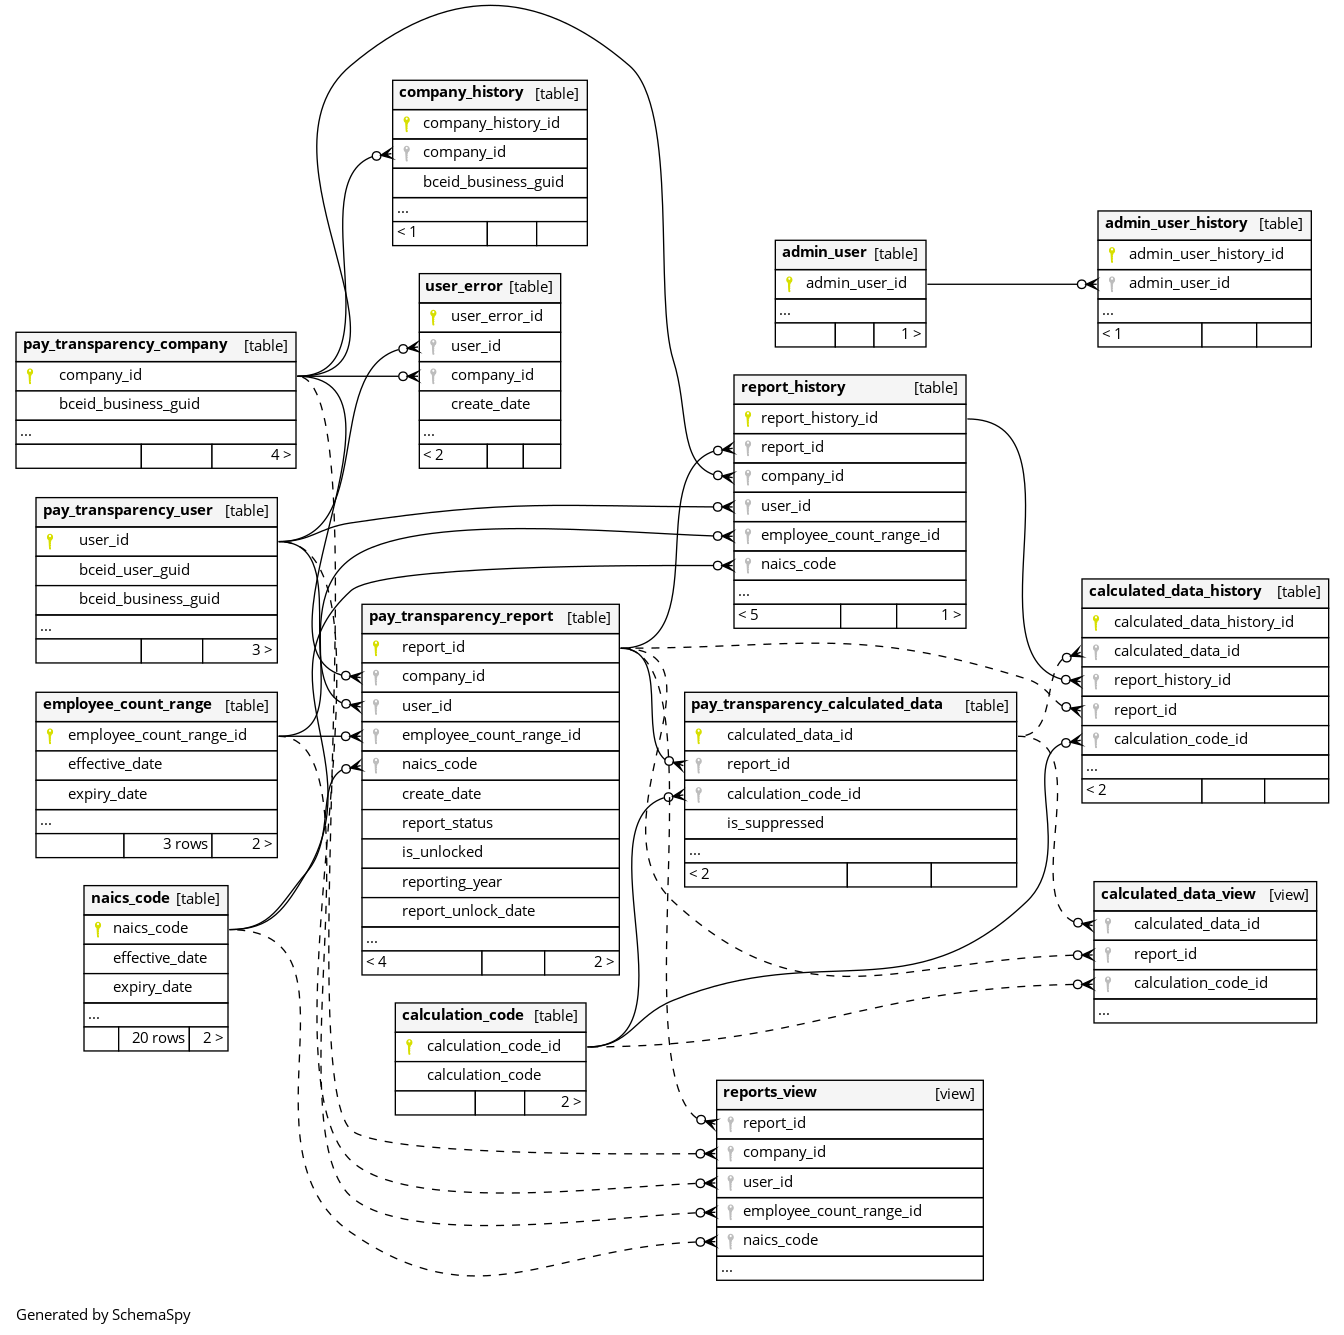 company_history [table]
company_history_id
company_id
bceid_business_guid
...
< 1
admin_user [table]
admin_user_id
...
1 >
admin_user_history [table]
admin_user_history_id
admin_user_id
...
< 1
user_error [table]
user_error_id
user_id
company_id
create_date
...
< 2
pay_transparency_company [table]
company_id
bceid_business_guid
...
4 >
report_history [table]
report_history_id
report_id
company_id
user_id
employee_count_range_id
naics_code
...
< 5 1 >
pay_transparency_user [table]
user_id
bceid_user_guid
bceid_business_guid
...
3 >
calculated_data_history [table]
calculated_data_history_id
calculated_data_id
report_history_id
report_id
calculation_code_id
...
< 2
pay_transparency_report [table]
report_id
company_id
user_id
employee_count_range_id
naics_code
create_date
report_status
is_unlocked
reporting_year
report_unlock_date
...
< 4 2 >
employee_count_range [table]
employee_count_range_id
effective_date
expiry_date
...
3 rows 2 >
pay_transparency_calculated_data [table]
calculated_data_id
report_id
calculation_code_id
is_suppressed
...
< 2
naics_code [table]
naics_code
effective_date
expiry_date
...
20 rows 2 >
calculated_data_view [view]
calculated_data_id
report_id
calculation_code_id
...
calculation_code [table]
calculation_code_id
calculation_code
2 >
reports_view [view]
report_id
company_id
user_id
employee_count_range_id
naics_code
...
Generated by SchemaSpy